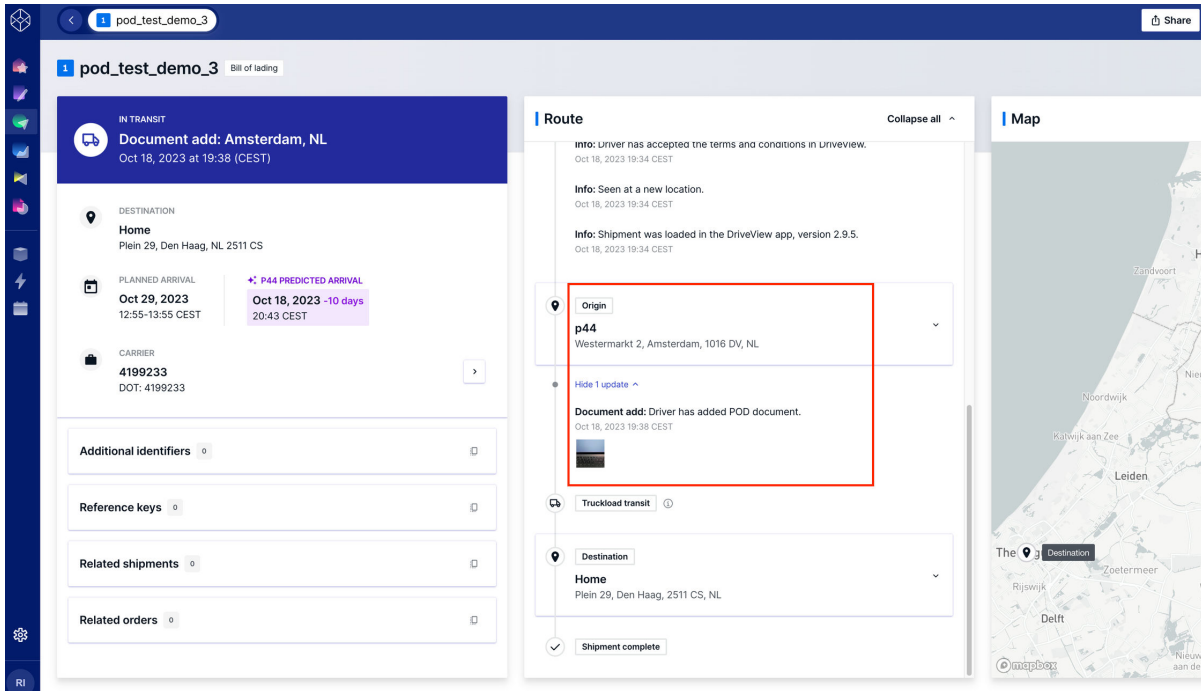 1 pod_test_demo_3
Share
1 pod_test_demo_3 Bill of lading
IN TRANSIT
Document add: Amsterdam, NL
Oct 18, 2023 at 19:38 (CEST)
DESTINATION
Home
Plein 29, Den Haag, NL 2511 CS
PLANNED ARRIVAL
Oct 29, 2023
12:55-13:55 CEST
P44 PREDICTED ARRIVAL
Oct 18, 2023 -10 days
20:43 CEST
CARRIER
4199233
DOT: 4199233
Additional identifiers 0
Reference keys 0
Related shipments 0
Related orders 0
RI
Route
Collapse all
Info: Driver has accepted the terms and conditions in DriveView.
Oct 18, 2023 19:34 CEST
Info: Seen at a new location.
Oct 18, 2023 19:34 CEST
Info: Shipment was loaded in the DriveView app, version 2.9.5.
Oct 18, 2023 19:34 CEST
Origin
p44
Westermarkt 2, Amsterdam, 1016 DV, NL
Hide 1 update
Document add: Driver has added POD document.
Oct 18, 2023 19:38 CEST
Truckload transit
Destination
Home
Plein 29, Den Haag, 2511 CS, NL
Shipment complete
Map
H
Zandvoort
Nie
Noordwijk
Katwijk aan Zee
Leiden
The g
Destination
Zoetermeer
Rijswijk
Delft
Nieuw
aan de
mapbox